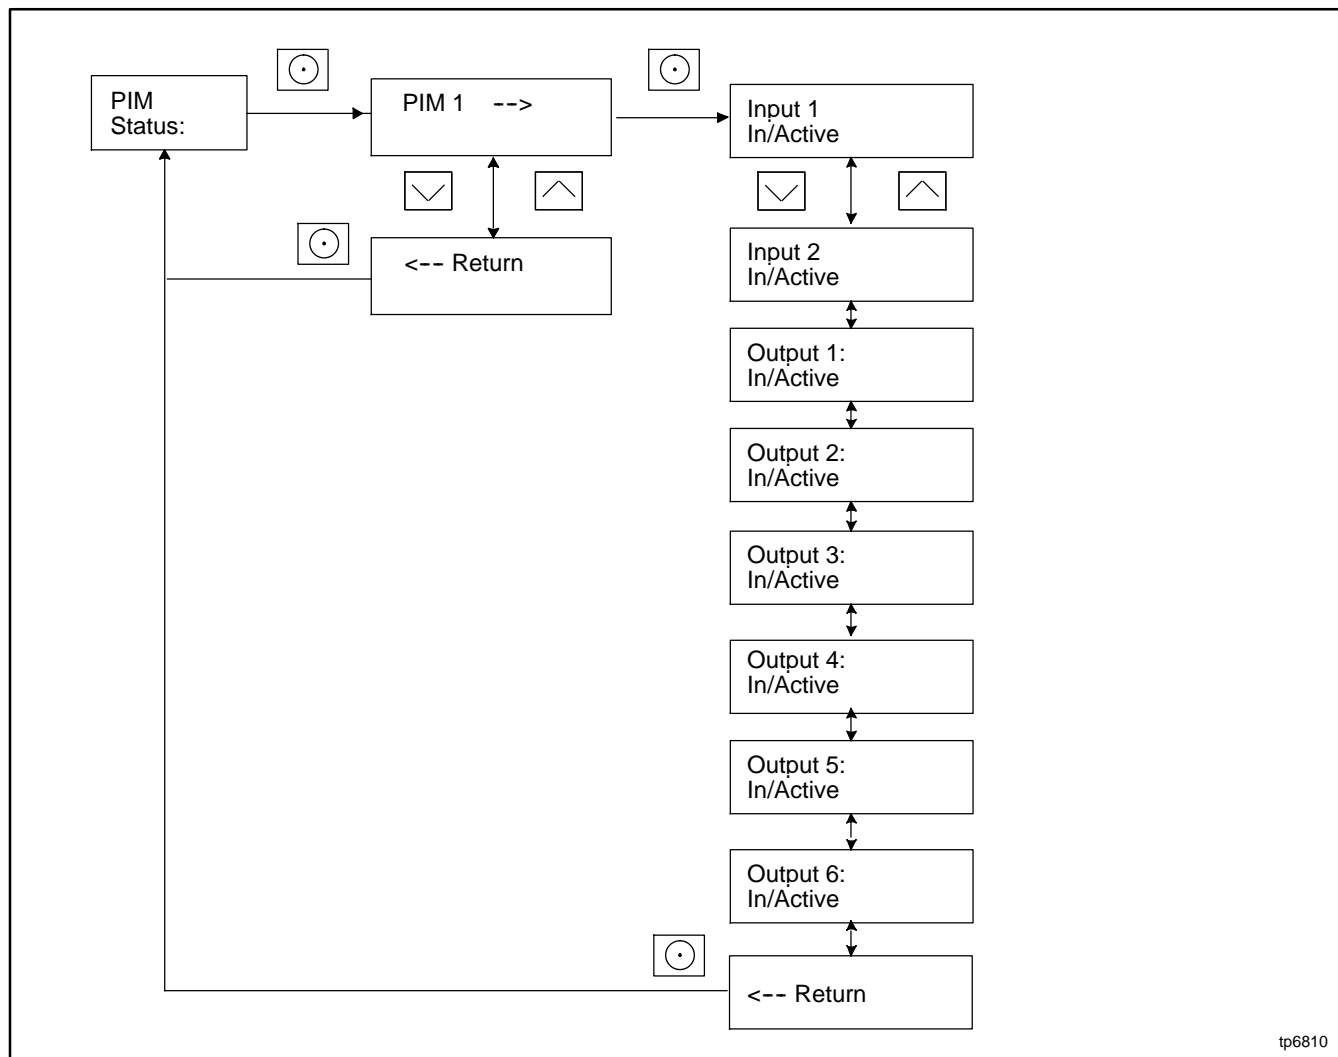 PIM
Status:
PIM 1 -->
<-- Return
Input 1
In/Active
Input 2
In/Active
Output 1:
In/Active
Output 2:
In/Active
Output 3:
In/Active
Output 4:
In/Active
Output 5:
In/Active
Output 6:
In/Active
<-- Return
tp6810